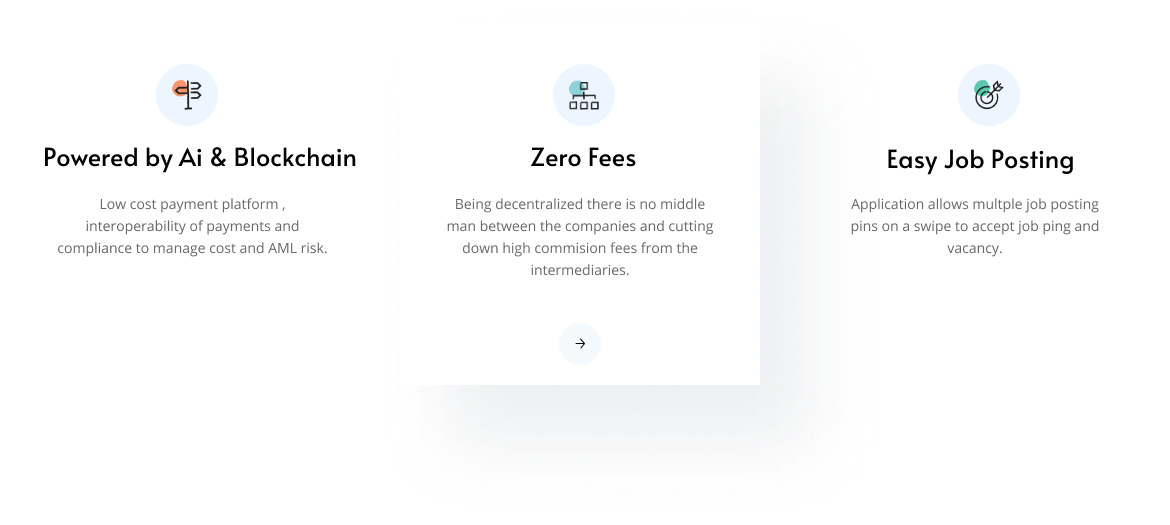 Powered by Ai & Blockchain
Low cost payment platform ,
interoperability of payments and
compliance to manage cost and AML risk.
Zero Fees
Being decentralized there is no middle
man between the companies and cutting
down high commision fees from the
intermediaries.
Easy Job Posting
Application allows multple job posting
pins on a swipe to accept job ping and
vacancy.